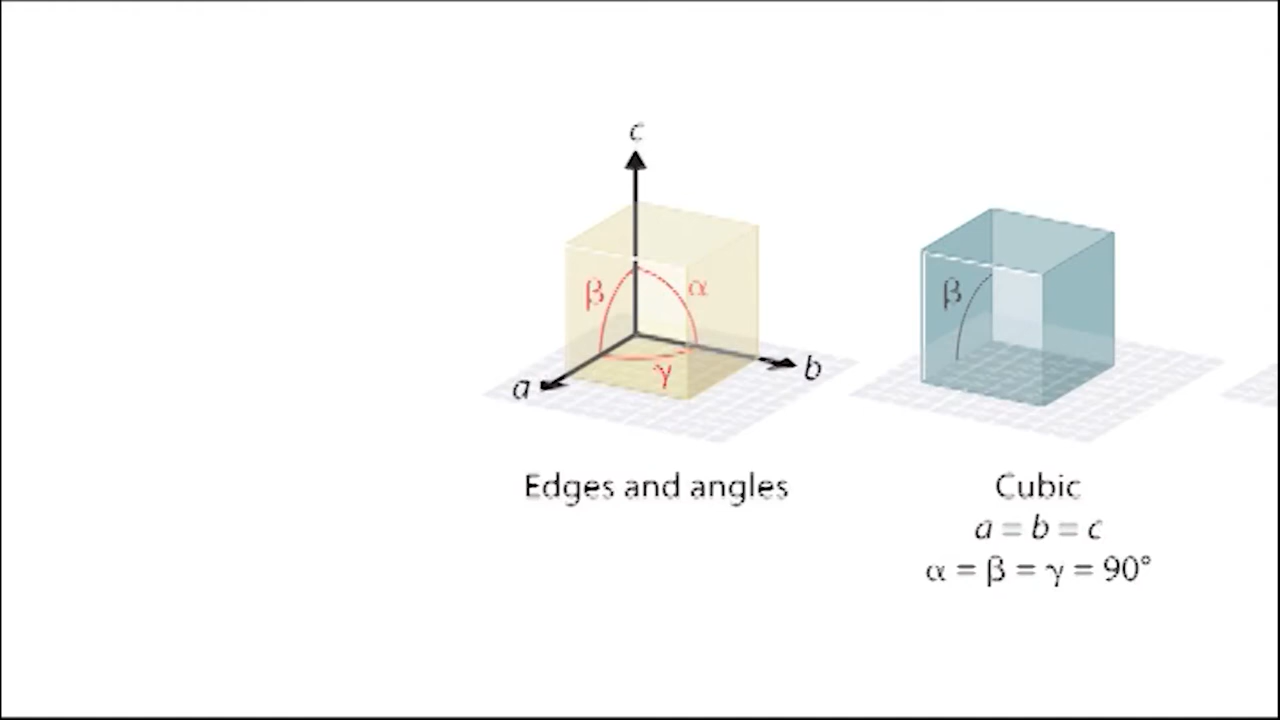 c
β α
γ
a b
Edges and angles
β
Cubic
a = b = c
α = β = γ = 90°